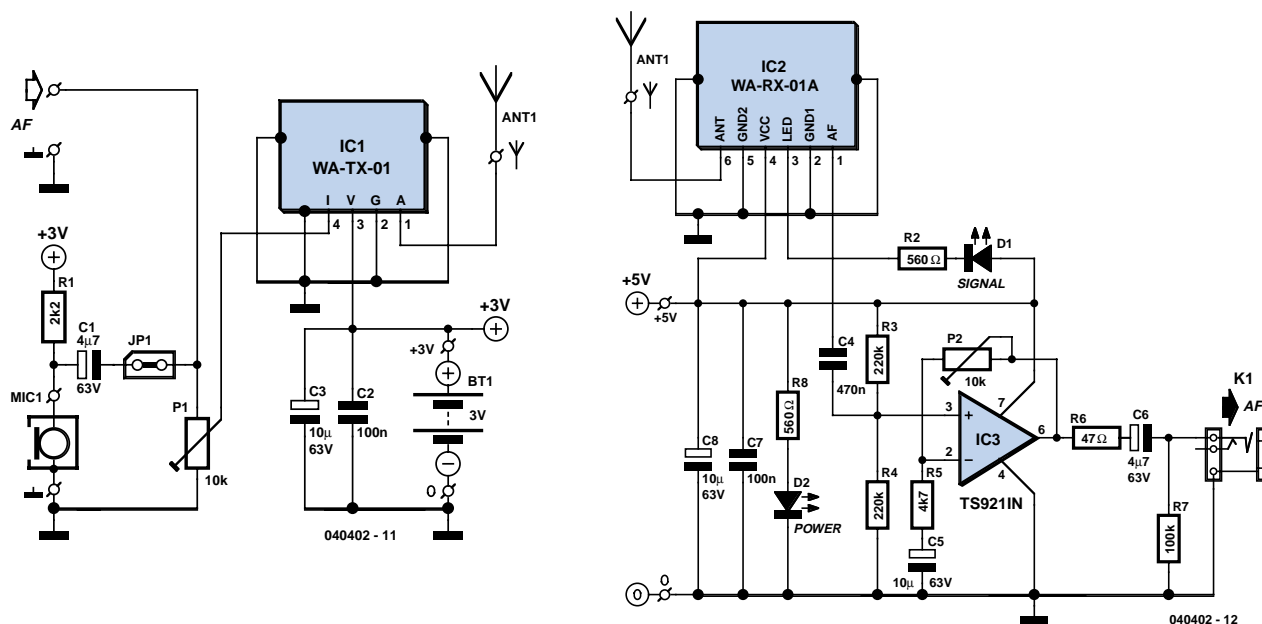 AF
+3V
R1
2k2
C1
4µ7
63V
JP1
MIC1
P1
10k
IC1
WA-TX-01
I
V
G
A
4
3
2
1
ANT1
+3V
+3V
C3
10µ
63V
C2
100n
BT1
3V
0
040402 - 11
ANT1
IC2
WA-RX-01A
ANT
GND2
VCC
LED
GND1
AF
6
5
4
3
2
1
R2
560Ω
D1
SIGNAL
+5V
+5V
R3
220k
C4
470n
P2
10k
R8
560Ω
C8
10µ
63V
C7
100n
D2
POWER
R4
220k
3
2
7
4
6
IC3
TS921IN
R5
4k7
C5
10µ
63V
R6
47Ω
C6
4µ7
63V
K1
AF
R7
100k
0
0
040402 - 12